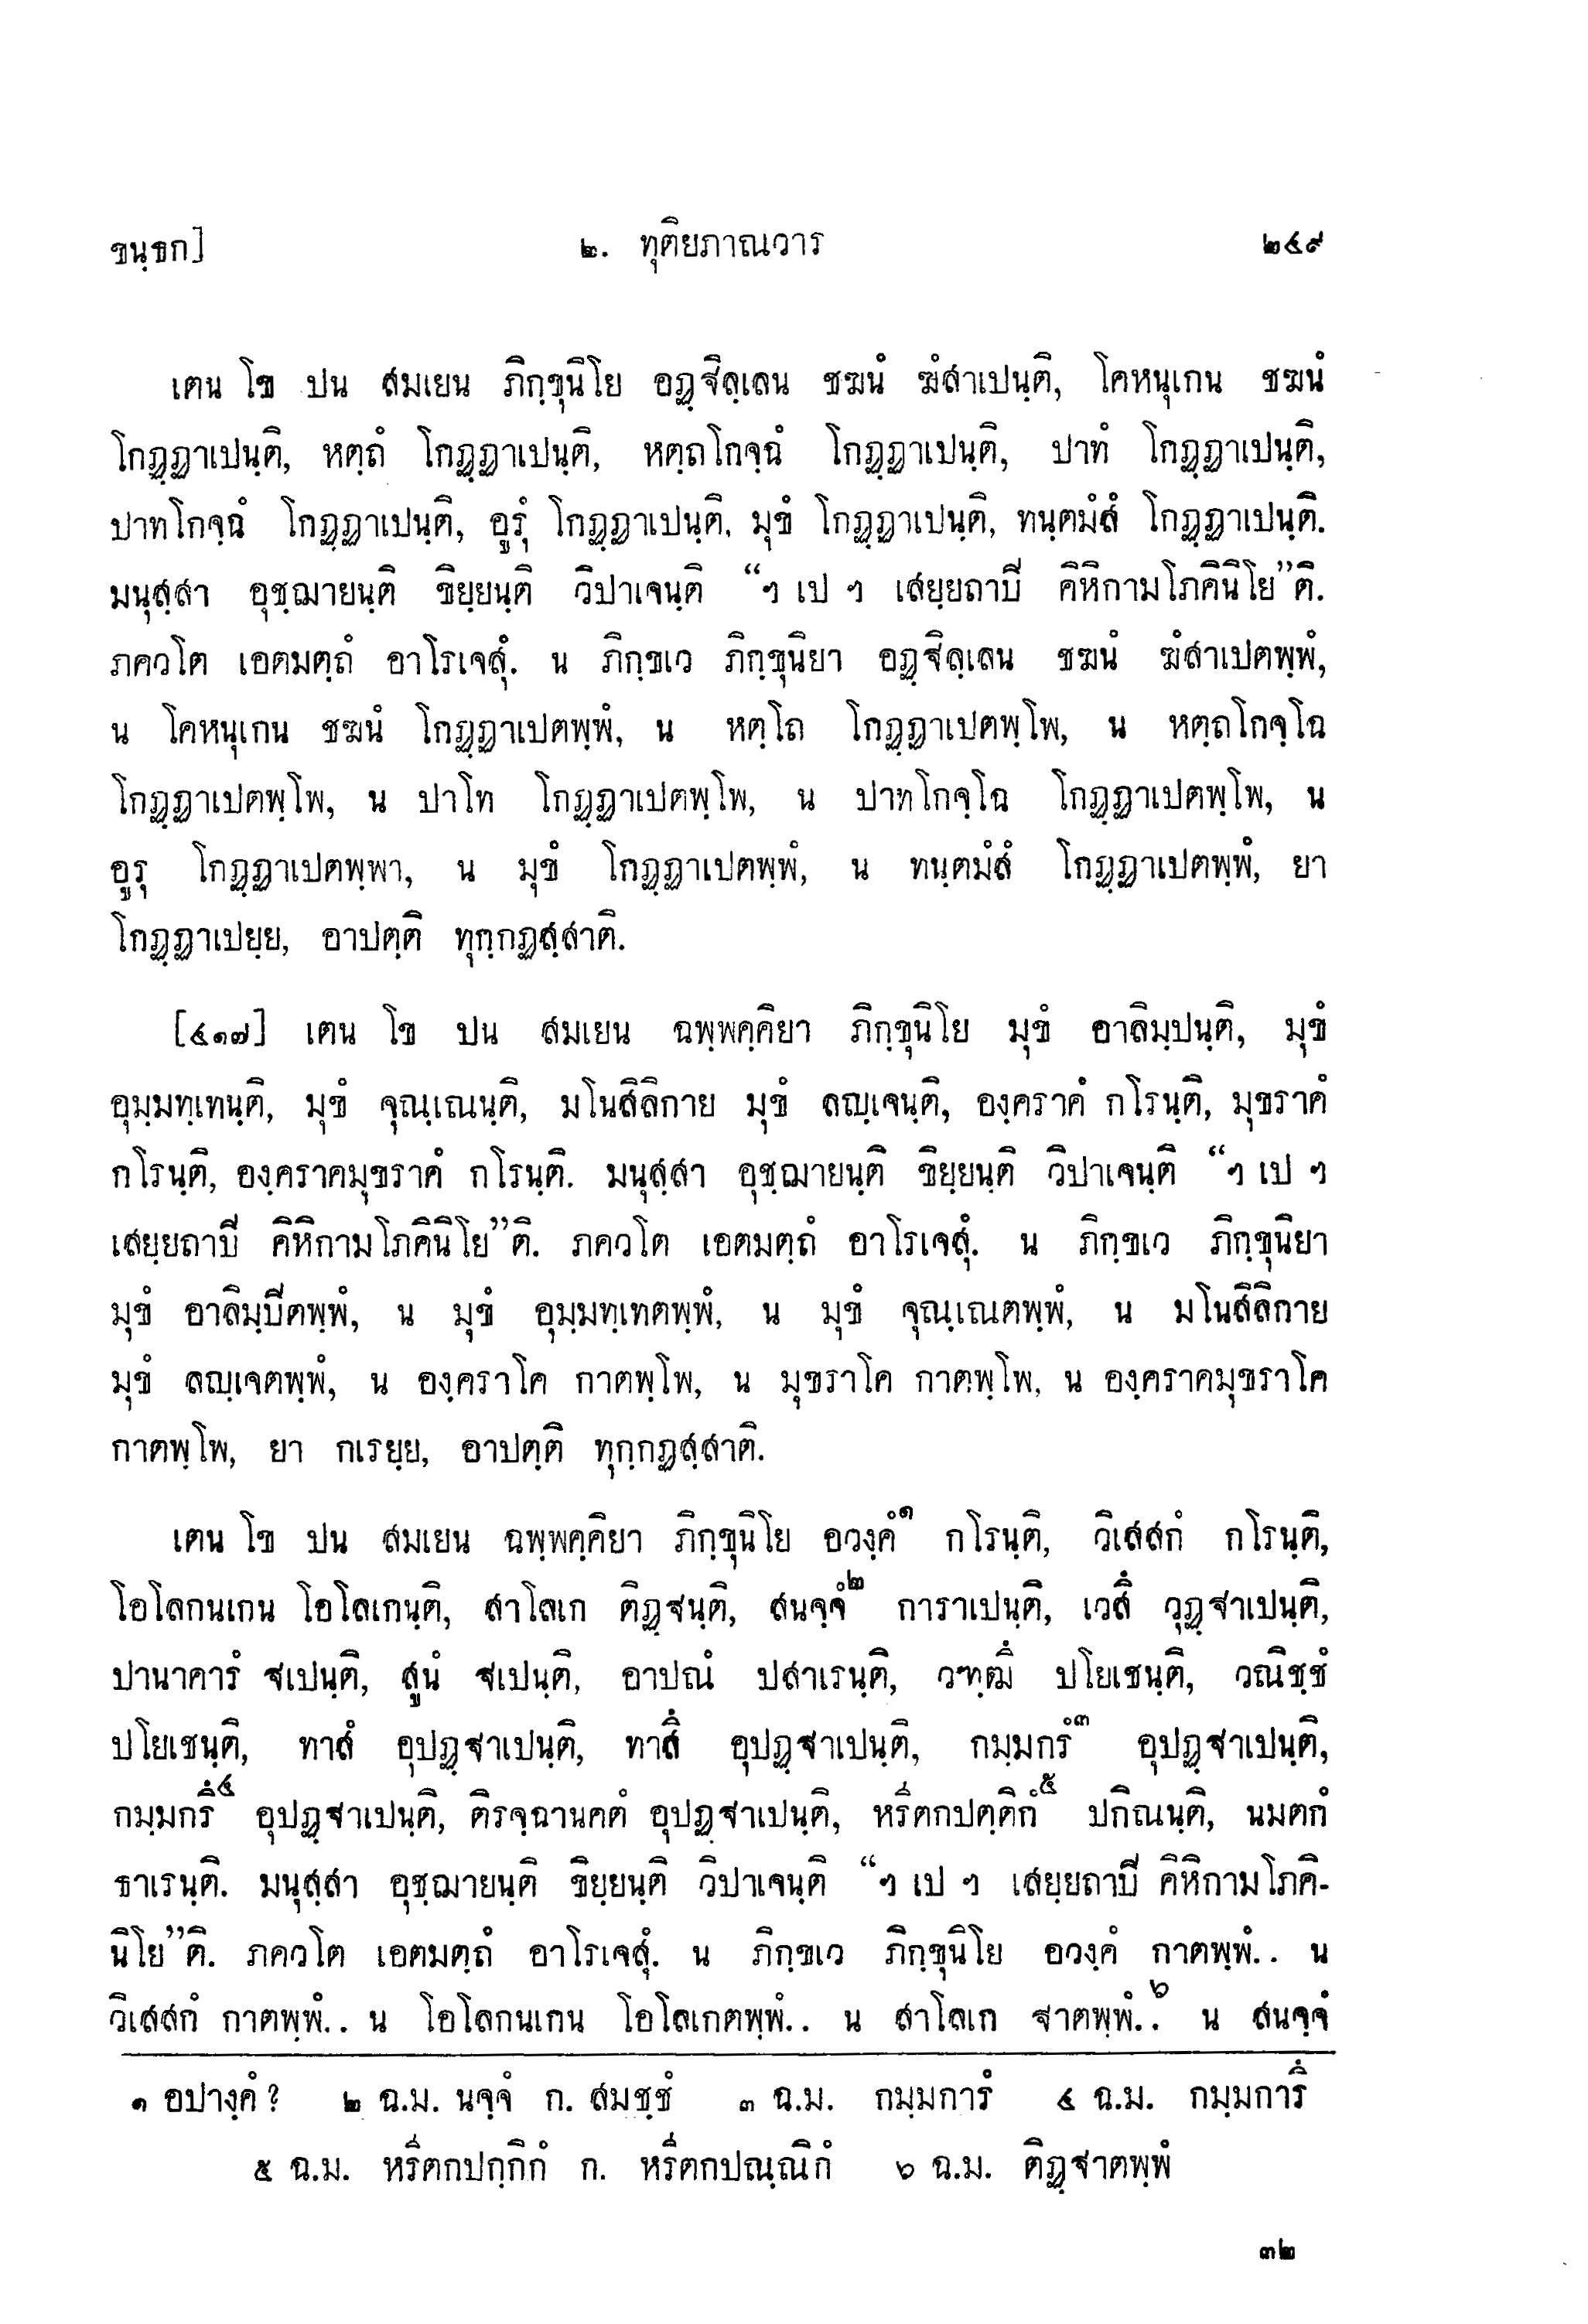 ขนฺธก] ๒. ทุติยภาณวาร ๒๔๙
เตน โข ปน สมเยน ภิกฺขุนิโย อฏฺฐิลฺเลน ชฆนํ ฆํสาเปนฺติ, โคหนุเกน ชฆนํ
โกฏฺฏาเปนฺติ, หตฺถํ โกฏฺฏาเปนฺติ, หตฺถโกจฺฉํ โกฏฺฏาเปนฺติ, ปาทํ โกฏฺฏาเปนฺติ,
ปาทโกจฺฉํ โกฏฺฏาเปนฺติ, อูรุํ โกฏฺฏาเปนฺติ, มุขํ โกฏฺฏาเปนฺติ, ทนฺตมํสํ โกฏฺฏาเปนฺติ.
มนุสฺสา อุชฺฌายนฺติ ขิยฺยนฺติ วิปาเจนฺติ “ฯ เป ฯ เสยฺยถาปี คิหิกามโภคินิโย”ติ.
ภควโต เอตมตฺถํ อาโรเจสุํ. น ภิกฺขเว ภิกฺขุนิยา อฏฺฐิลฺเลน ชฆนํ ฆํสาเปตพฺพํ,
น โคหนุเกน ชฆนํ โกฏฺฏาเปตพฺพํ, น หตฺโถ โกฏฺฏาเปตพฺโพ, น หตฺถโกจฺโฉ
โกฏฺฏาเปตพฺโพ, น ปาโท โกฏฺฏาเปตพฺโพ, น ปาทโกจฺโฉ โกฏฺฏาเปตพฺโพ, น
อูรุ โกฏฺฏาเปตพฺพา, น มุขํ โกฏฺฏาเปตพฺพํ, น ทนฺตมํสํ โกฏฺฏาเปตพฺพํ, ยา
โกฏฺฏาเปยฺย, อาปตฺติ ทุกฺกฏสฺสาติ.
[๔๑๗] เตน โข ปน สมเยน ฉพฺพคฺคิยา ภิกฺขุนิโย มุขํ อาลิมฺปนฺติ, มุขํ
อุมฺมทฺเทนฺติ, มุขํ จุณฺเณนฺติ, มโนสิลิกาย มุขํ ลญฺเจนฺติ, องฺคราคํ กโรนฺติ, มุขราคํ
กโรนฺติ, องฺคราคมุขราคํ กโรนฺติ. มนุสฺสา อุชฺฌายนฺติ ขิยฺยนฺติ วิปาเจนฺติ “ฯ เป ฯ
เสยฺยถาปี คิหิกามโภคินิโย”ติ. ภควโต เอตมตฺถํ อาโรเจสุํ. น ภิกฺขเว ภิกฺขุนิยา
มุขํ อาลิมฺปิตพฺพํ, น มุขํ อุมฺมทฺเทตพฺพํ, น มุขํ จุณฺเณตพฺพํ, น มโนสิลิกาย
มุขํ ลญฺเจตพฺพํ, น องฺคราโค กาตพฺโพ, น มุขราโค กาตพฺโพ, น องฺคราคมุขราโค
กาตพฺโพ, ยา กเรยฺย, อาปตฺติ ทุกฺกฏสฺสาติ.
เตน โข ปน สมเยน ฉพฺพคฺคิยา ภิกฺขุนิโย อวงฺคํ๑ กโรนฺติ, วิเสสกํ กโรนฺติ,
โอโลกนเกน โอโลเกนฺติ, สาโลเก ติฏฺฐนฺติ, สนจฺจํ๒ การาเปนฺติ, เวสึ วุฏฺฐาเปนฺติ,
ปานาคารํ ฐเปนฺติ, สูนํ ฐเปนฺติ, อาปณํ ปสาเรนฺติ, วฑฺฒึ ปโยเชนฺติ, วณิชฺชํ
ปโยเชนฺติ, ทาสํ อุปฏฺฐาเปนฺติ, ทาสึ อุปฏฺฐาเปนฺติ, กมฺมกรํ๓ อุปฏฺฐาเปนฺติ,
กมฺมกรึ๔ อุปฏฺฐาเปนฺติ, ติรจฺฉานคตํ อุปฏฺฐาเปนฺติ, หรีตกปตฺติกํ๕ ปกิณนฺติ, นมตกํ
ธาเรนฺติ. มนุสฺสา อุชฺฌายนฺติ ขิยฺยนฺติ วิปาเจนฺติ “ฯ เป ฯ เสยฺยถาปี คิหิกามโภคิ-
นิโย”ติ. ภควโต เอตมตฺถํ อาโรเจสุํ. น ภิกฺขเว ภิกฺขุนิโย อวงฺคํ กาตพฺพํ.. น
วิเสสกํ กาตพฺพํ.. น โอโลกนเกน โอโลเกตพฺพํ.. น สาโลเก ฐาตพฺพํ..๖ น สนจฺจํ
๑ อปางฺคํ? ๒ ฉ.ม. นจฺจํ ก. สมชฺชํ ๓ ฉ.ม. กมฺมการํ ๔ ฉ.ม. กมฺมการึ
๕ ฉ.ม. หรีตกปกฺกิกํ ก. หรีตกปณฺณิกํ ๖ ฉ.ม. ติฏฺฐาตพฺพํ
๓๒